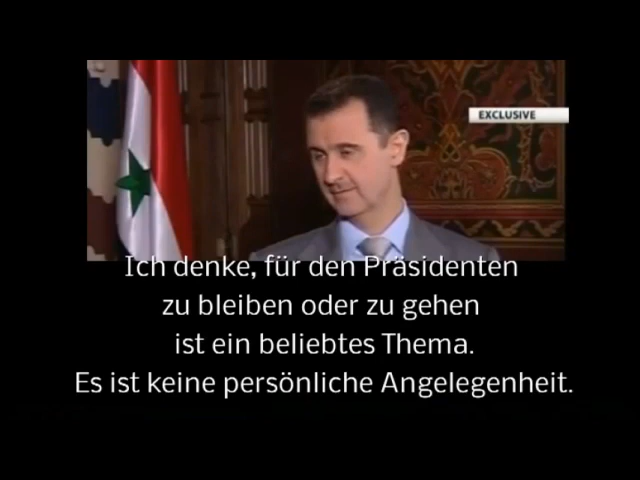 EXCLUSIVE
Ich denke, für den Präsidenten
zu bleiben oder zu gehen
ist ein beliebtes Thema.
Es ist keine persönliche Angelegenheit.